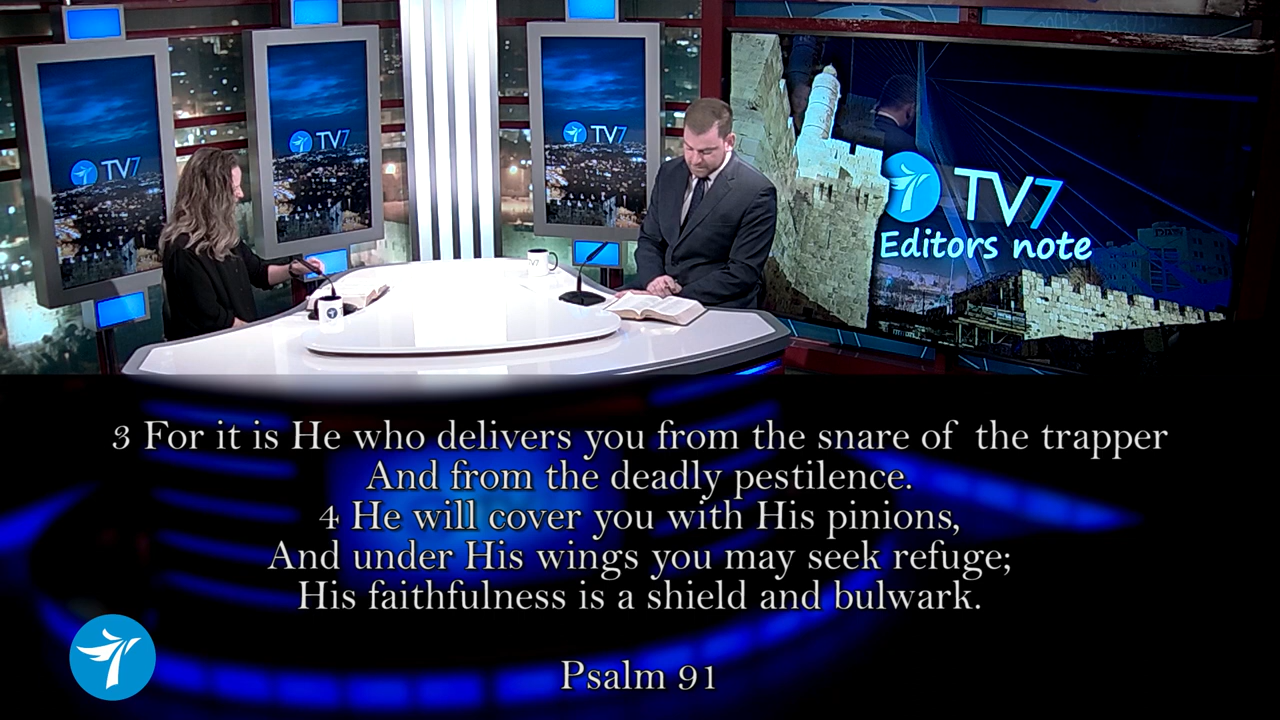 TV7
TV7
TV7
TV7
TV7
Editors note
3 For it is He who delivers you from the snare of the trapper
And from the deadly pestilence.
4 He will cover you with His pinions,
And under His wings you may seek refuge;
His faithfulness is a shield and bulwark.
Psalm 91